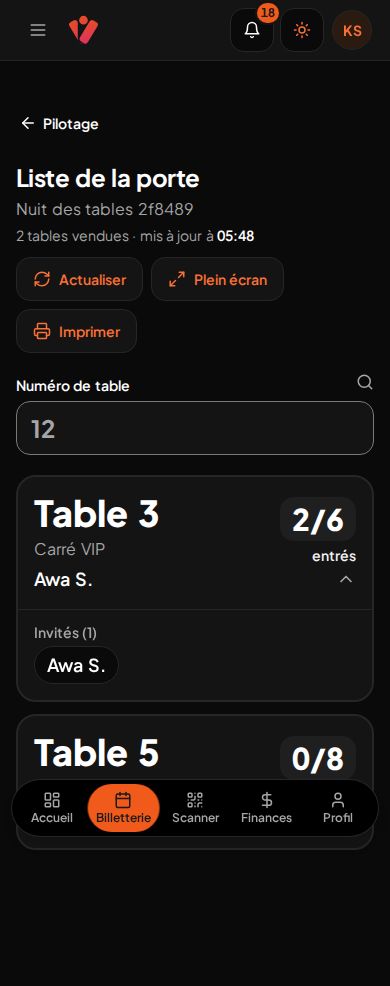 18
KS
Pilotage
Liste de la porte
Nuit des tables 2f8489
2 tables vendues · mis à jour à 05:48
Actualiser
Plein écran
Imprimer
Numéro de table
12
Table 3
2/6
Carré VIP
entrés
Awa S.
Invités (1)
Awa S.
Table 5
0/8
Accueil
Billetterie
Scanner
Finances
Profil